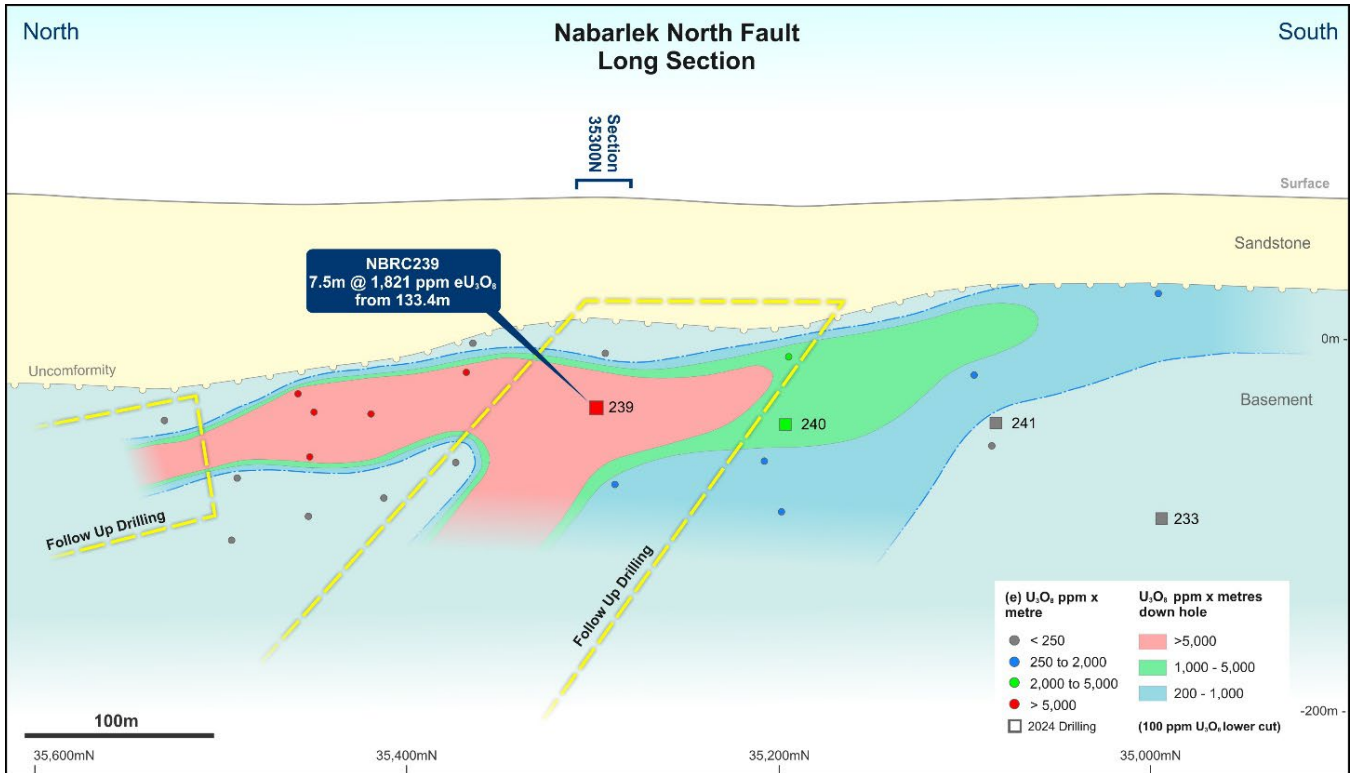 North
Nabarlek North Fault
Long Section
South
Section
35300N
Surface
Sandstone
NBRC239
7.5m @ 1,821 ppm eU₃O₈
from 133.4m
0m -
Uncomformity
Basement
239
240
241
233
Follow Up Drilling
Follow Up Drilling
(e) U₃O₈ ppm x
metre
< 250
250 to 2,000
2,000 to 5,000
> 5,000
2024 Drilling
U₃O₈ ppm x metres
down hole
>5,000
1,000 - 5,000
200 - 1,000
(100 ppm U₃O₈ lower cut)
-200m -
100m
35,600mN
35,400mN
35,200mN
35,000mN